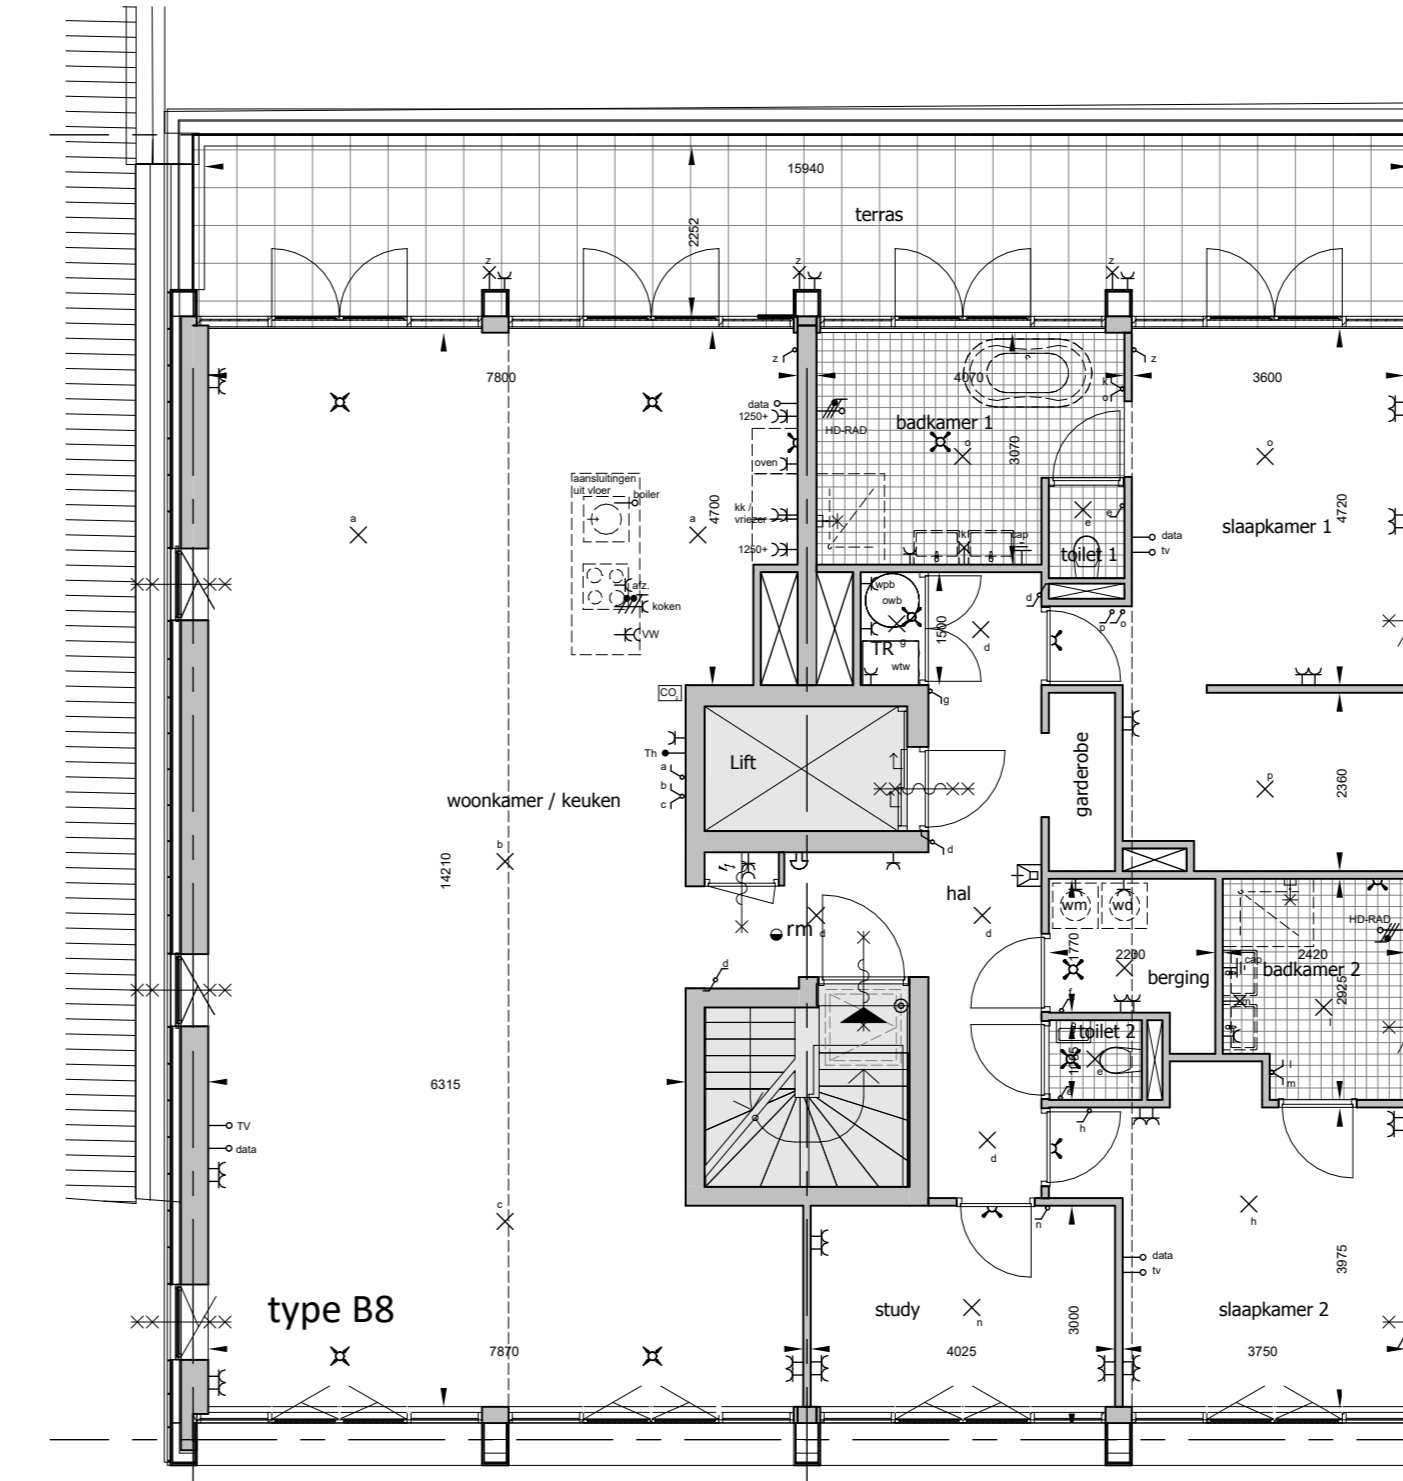 15940
terras
2252
z
z
z
7800
z
4070
z
3600
k
o
data
1250+
HD-RAD
badkamer 1
o
3070
o
oven
aansluitingen
uit vloer
boiler
kk /
vriezer
4700
a
a
1250+
cap
e
e
toilet 1
data
tv
slaapkamer 1
4720
afz.
koken
VW
wpb
owb
g
TR
wtw
1500
d
d
p
o
CO2
g
Th
a
b
c
Lift
garderobe
2360
p
woonkamer / keuken
b
14210
d
hal
d
d
rm
d
wm
wd
1770
2280
berging
f
HD-RAD
cap
2420
badkamer 2
2925
l
m
toilet 2
1085
e
e
h
6315
TV
data
d
n
c
h
data
tv
3975
type B8
study
n
3000
slaapkamer 2
7870
4025
3750